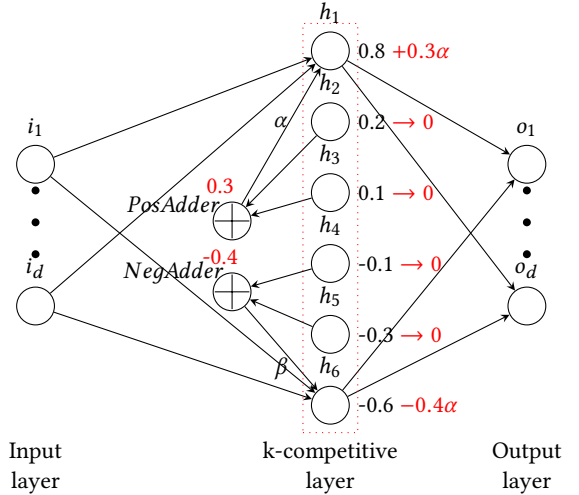 h1
0.8 +0.3α
h2
α
0.2 → 0
i1
o1
h3
0.3
PosAdder
0.1 → 0
h4
-0.4
NegAdder
id
-0.1 → 0
od
h5
-0.3 → 0
h6
β
-0.6 −0.4α
Input
layer
k-competitive
layer
Output
layer